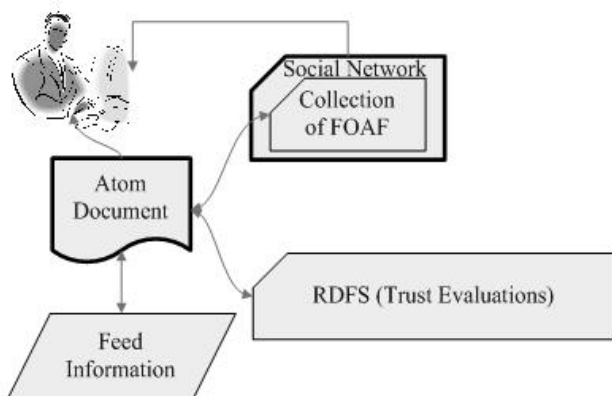 Social Network
Collection
of FOAF
Atom
Document
RDFS (Trust Evaluations)
Feed
Information